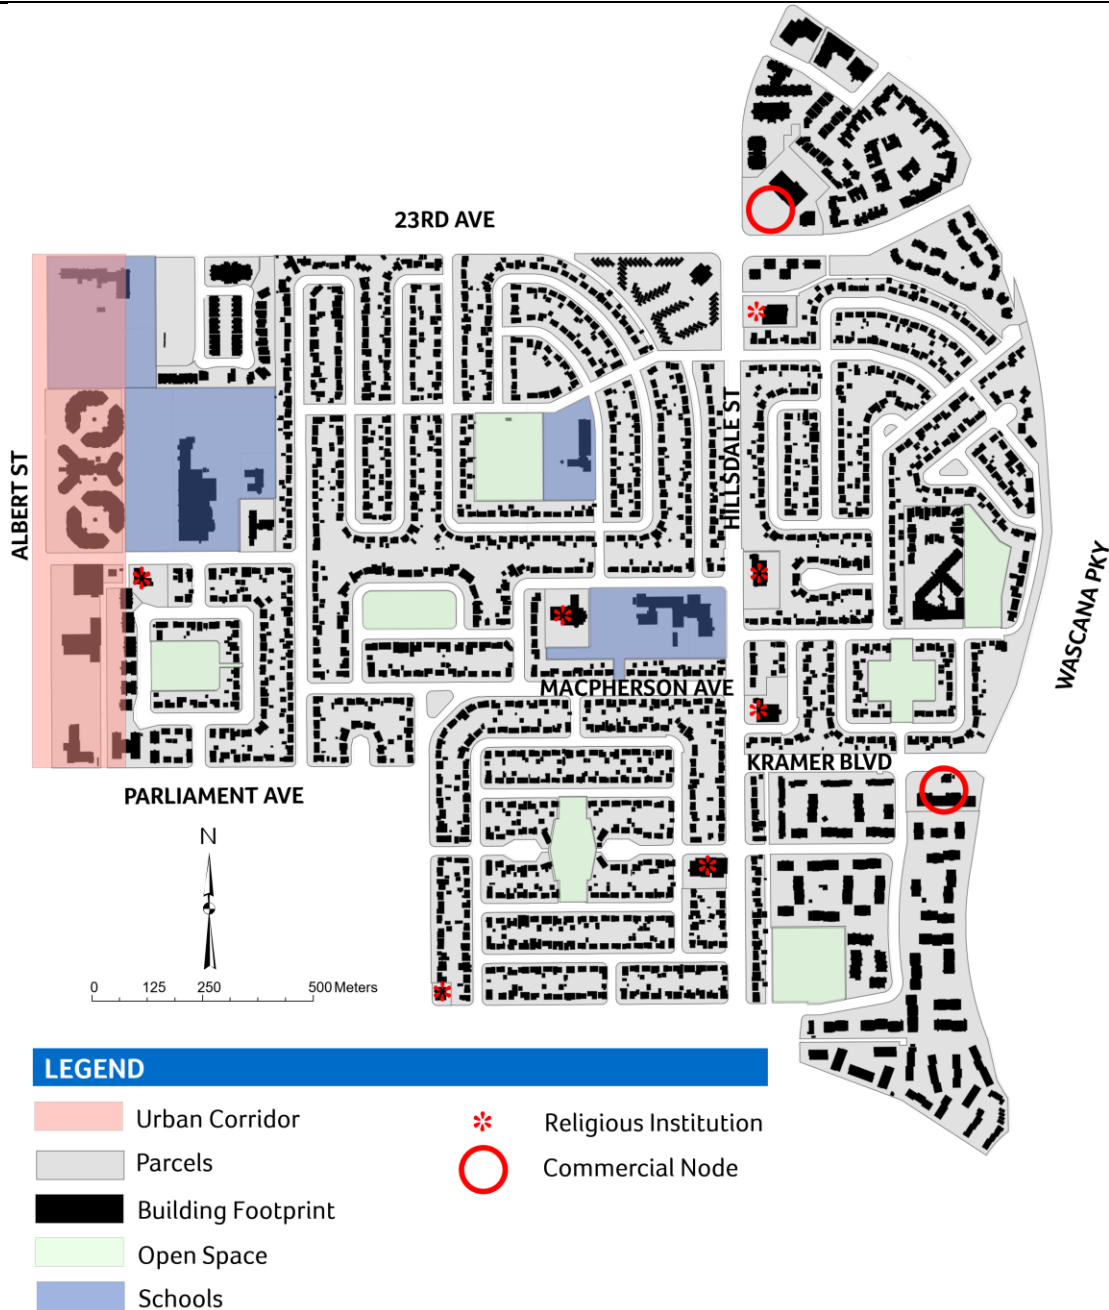 23RD AVE
HILLSDALE ST
ALBERT ST
WASCANA PKY
MACPHERSON AVE
KRAMER BLVD
PARLIAMENT AVE
N
0 125 250 500 Meters
LEGEND
Urban Corridor
Parcels
Building Footprint
Open Space
Schools
Religious Institution
Commercial Node